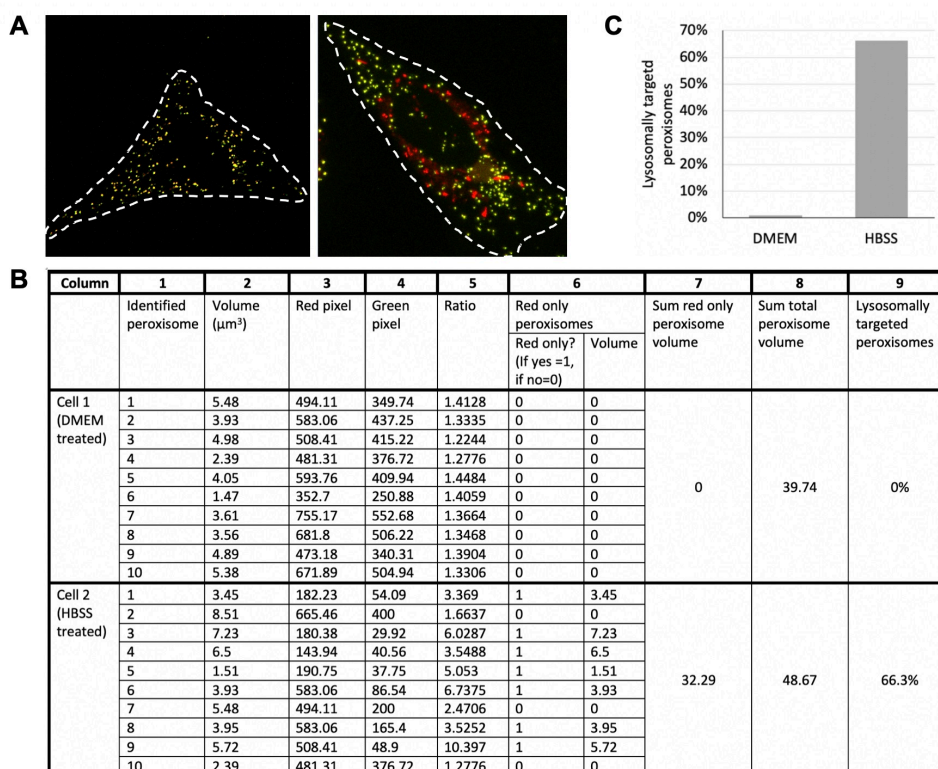 A
C
70%
60%
50%
40%
30%
20%
10%
0%
Lysosomally targetd
peroxisomes
DMEM HBSS
B
Column 1 2 3 4 5 6 7 8 9
Identified peroxisome
Volume (µm³)
Red pixel
Green pixel
Ratio
Red only peroxisomes
Red only? (If yes =1, if no=0)
Volume
Sum red only peroxisome volume
Sum total peroxisome volume
Lysosomally targeted peroxisomes
Cell 1 (DMEM treated)
1 5.48 494.11 349.74 1.4128 0 0
2 3.93 583.06 437.25 1.3335 0 0
3 4.98 508.41 415.22 1.2244 0 0
4 2.39 481.31 376.72 1.2776 0 0
5 4.05 593.76 409.94 1.4484 0 0
6 1.47 352.7 250.88 1.4059 0 0
7 3.61 755.17 552.68 1.3664 0 0
8 3.56 681.8 506.22 1.3468 0 0
9 4.89 473.18 340.31 1.3904 0 0
10 5.38 671.89 504.94 1.3306 0 0
0 39.74 0%
Cell 2 (HBSS treated)
1 3.45 182.23 54.09 3.369 1 3.45
2 8.51 665.46 400 1.6637 0 0
3 7.23 180.38 29.92 6.0287 1 7.23
4 6.5 143.94 40.56 3.5488 1 6.5
5 1.51 190.75 37.75 5.053 1 1.51
6 3.93 583.06 86.54 6.7375 1 3.93
7 5.48 494.11 200 2.4706 0 0
8 3.95 583.06 165.4 3.5252 1 3.95
9 5.72 508.41 48.9 10.397 1 5.72
10 2.39 481.31 376.72 1.2776 0 0
32.29 48.67 66.3%